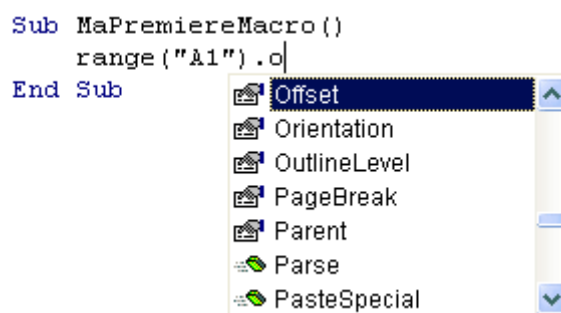 Sub MaPremiereMacro()
range("A1").o
End Sub
Offset
Orientation
OutlineLevel
PageBreak
Parent
Parse
PasteSpecial